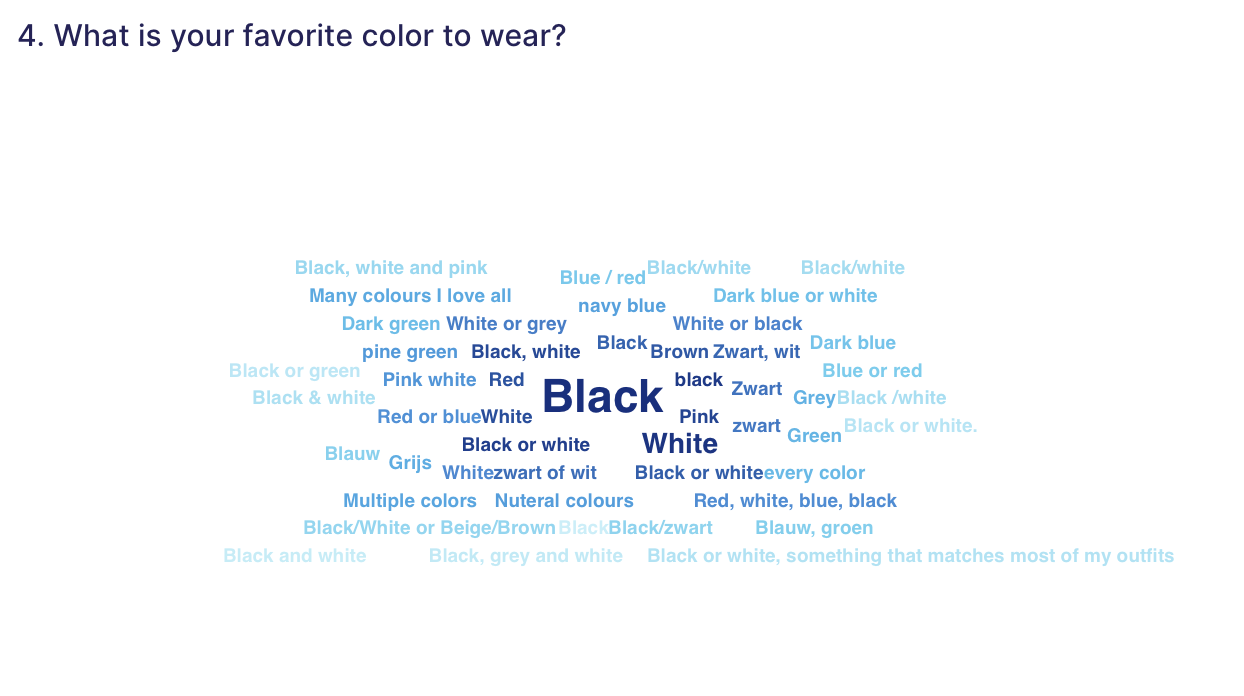 4. What is your favorite color to wear?
Black, white and pink
Blue / red
Black/white
Black/white
Many colours I love all
navy blue
Dark blue or white
Dark green
White or grey
White or black
pine green
Black, white
Black
Brown
Zwart, wit
Dark blue
Black or green
Pink white
Red
Black
black
Zwart
Blue or red
Black & white
Grey
Black /white
Red or blue
White
Pink
zwart
Green
Black or white.
Blauw
Grijs
Black or white
White
White
zwart of wit
Black or white
every color
Multiple colors
Nuteral colours
Red, white, blue, black
Black/White or Beige/Brown
Black
Black/zwart
Blauw, groen
Black and white
Black, grey and white
Black or white, something that matches most of my outfits